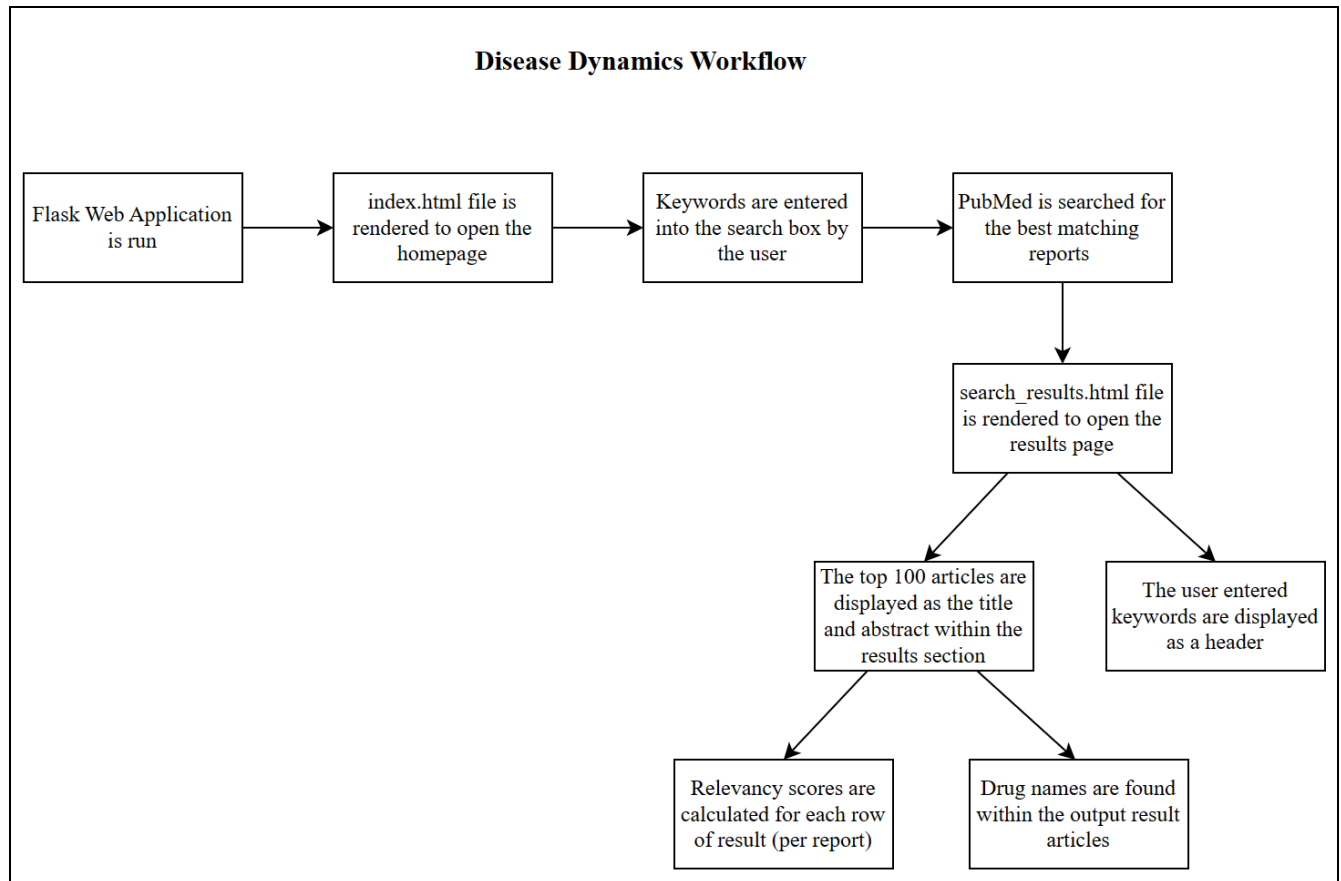 Disease Dynamics Workflow
Flask Web Application
is run
index.html file is
rendered to open the
homepage
Keywords are entered
into the search box by
the user
PubMed is searched for
the best matching
reports
search_results.html file
is rendered to open the
results page
The top 100 articles are
displayed as the title
and abstract within the
results section
The user entered
keywords are displayed
as a header
Relevancy scores are
calculated for each row
of result (per report)
Drug names are found
within the output result
articles